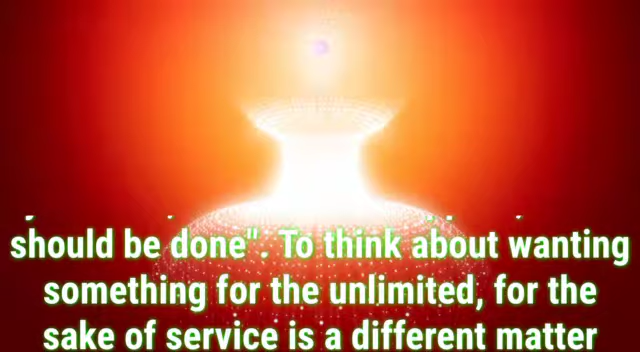 should be done". To think about wanting
something for the unlimited, for the
sake of service is a different matter